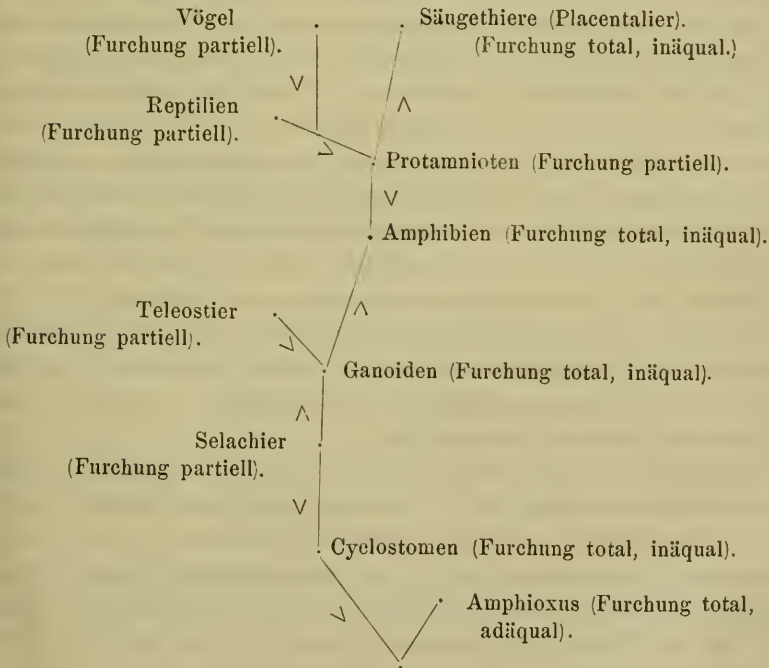 Vögel
(Furchung partiell).
Säugethiere (Placentalier).
(Furchung total, inäqual.)
Reptilien
(Furchung partiell).
Protamnioten (Furchung partiell).
Amphibien (Furchung total, inäqual).
Teleostier
(Furchung partiell).
Ganoiden (Furchung total, inäqual).
Selachier
(Furchung partiell).
Cyclostomen (Furchung total, inäqual).
Amphioxus (Furchung total,
adäqual).